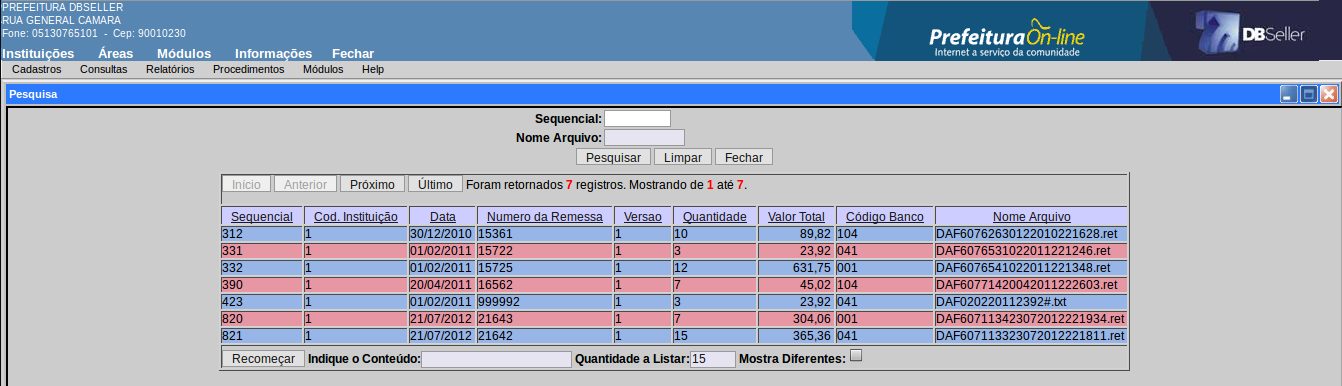 PREFEITURA DBSELLER
RUA GENERAL CAMARA
Fone: 05130765101 - Cep: 90010230
PrefeituraOn-line
Internet a serviço da comunidade
DBSeller
Instituições Áreas Módulos Informações Fechar
Cadastros Consultas Relatórios Procedimentos Módulos Help
Pesquisa
Sequencial:
Nome Arquivo:
Pesquisar Limpar Fechar
Início Anterior Próximo Último Foram retornados 7 registros. Mostrando de 1 até 7.
Sequencial Cod. Instituição Data Numero da Remessa Versao Quantidade Valor Total Código Banco Nome Arquivo
312 1 30/12/2010 15361 1 10 89,82 104 DAF60762630122010221628.ret
331 1 01/02/2011 15722 1 3 23,92 041 DAF6076531022011221246.ret
332 1 01/02/2011 15725 1 12 631,75 001 DAF6076541022011221348.ret
390 1 20/04/2011 16562 1 7 45,02 104 DAF60771420042011222603.ret
423 1 01/02/2011 999992 1 3 23,92 041 DAF020220112392#.txt
820 1 21/07/2012 21643 1 7 304,06 001 DAF607113423072012221934.ret
821 1 21/07/2012 21642 1 15 365,36 041 DAF607113323072012221811.ret
Recomeçar Indique o Conteúdo: Quantidade a Listar: 15 Mostra Diferentes: